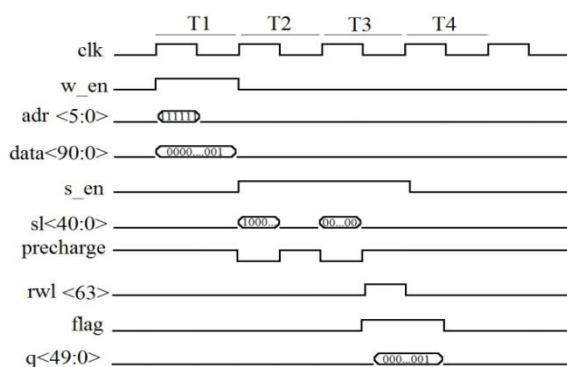 T1 T2 T3 T4
clk
w_en
adr <5:0> 11111
data<90:0> 0000....001
s_en
sl<40:0> 1000... 00...00
precharge
rwl <63>
flag
q<49:0> 000...001